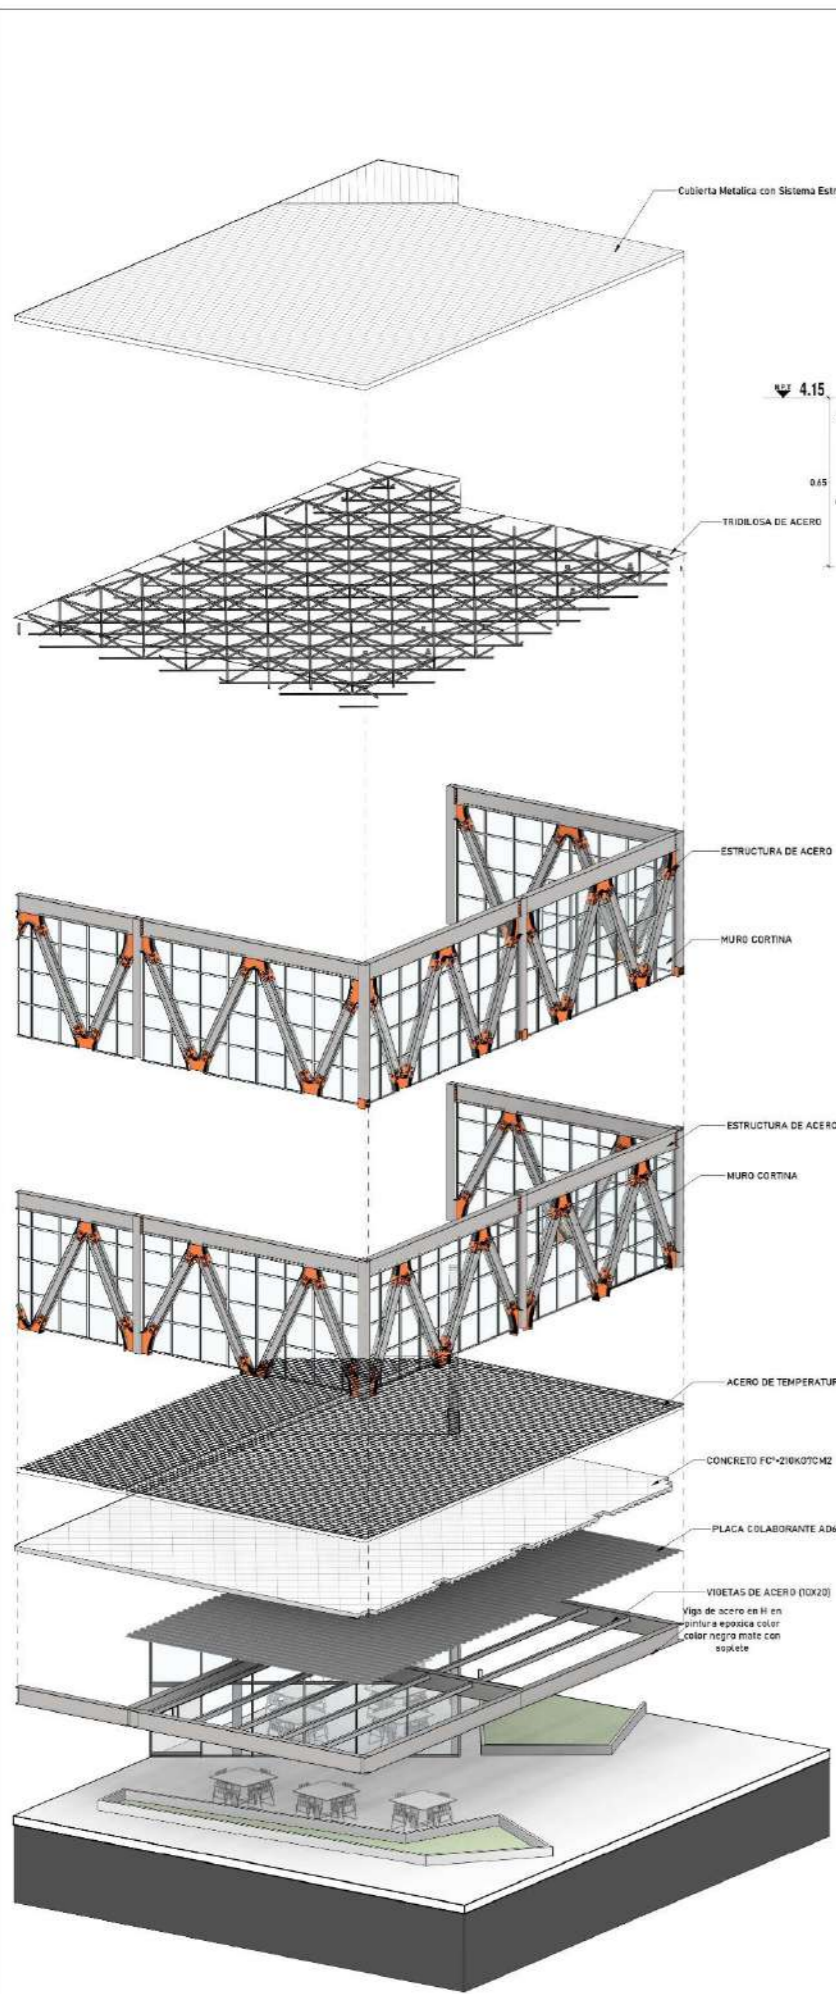 Cubierta Metalica con Sistema Estr
N.P.T 4.15
0.65
TRIDILOSA DE ACERO
ESTRUCTURA DE ACERO
MURO CORTINA
ESTRUCTURA DE ACERO
MURO CORTINA
ACERO DE TEMPERATUR
CONCRETO FC°=210KG?CM2
PLACA COLABORANTE AD6
VIGETAS DE ACERO (10X20)
Viga de acero en H en
pintura epoxica color
color negro mate con
soplete